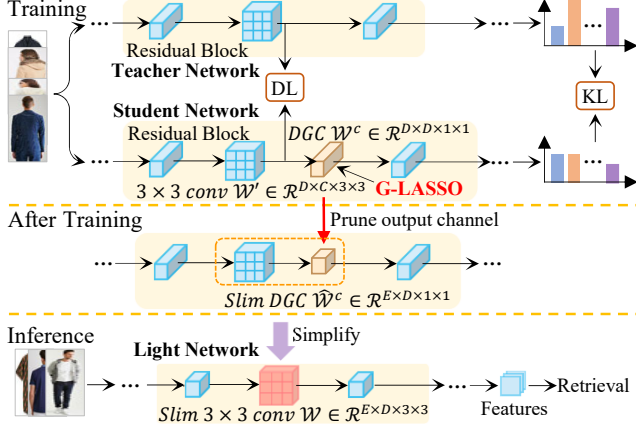 Training
...
...
...
Residual Block
Teacher Network
DL
KL
Student Network
Residual Block
DGC 𝒲ᶜ ∈ ℛ^{D×D×1×1}
...
...
...
3 × 3 conv 𝒲′ ∈ ℛ^{D×C×3×3}
G-LASSO
After Training
Prune output channel
...
...
Slim DGC 𝒲̂ᶜ ∈ ℛ^{E×D×1×1}
Inference
Simplify
Light Network
...
...
Retrieval
Slim 3 × 3 conv 𝒲 ∈ ℛ^{E×D×3×3}
Features